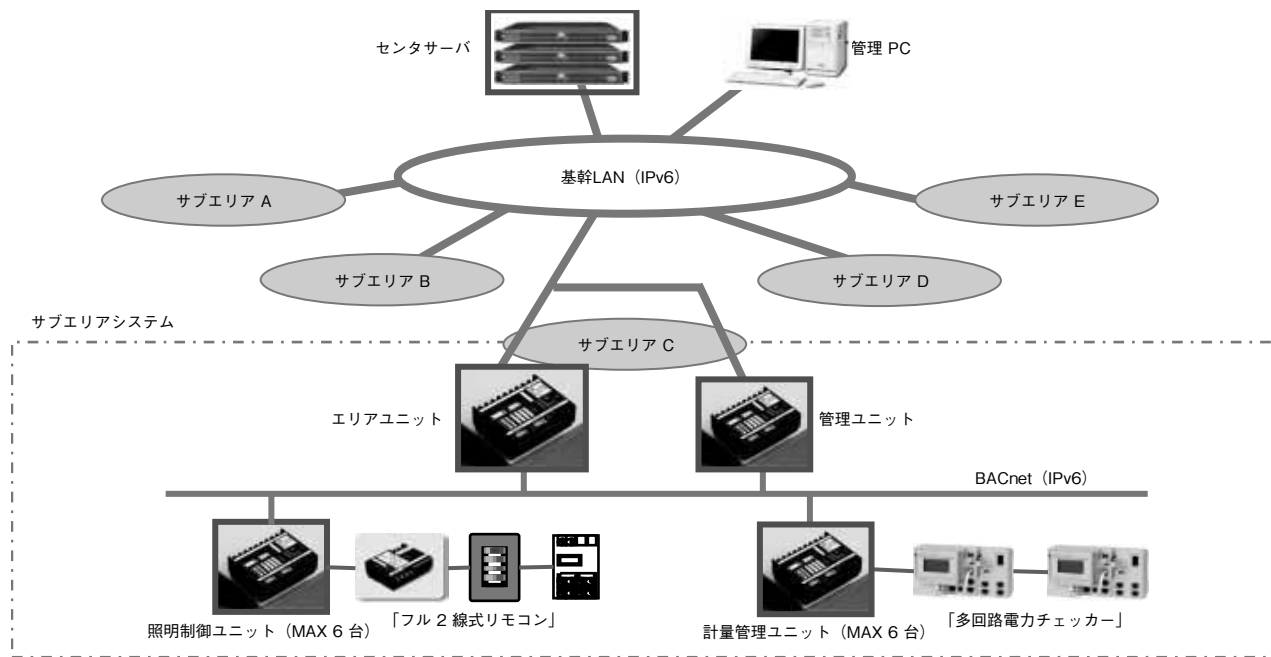 センタサーバ
管理 PC
基幹LAN（IPv6）
サブエリア A
サブエリア E
サブエリア B
サブエリア D
サブエリアシステム
サブエリア C
エリアユニット
管理ユニット
BACnet（IPv6）
照明制御ユニット（MAX 6 台）
「フル 2 線式リモコン」
計量管理ユニット（MAX 6 台）
「多回路電力チェッカー」